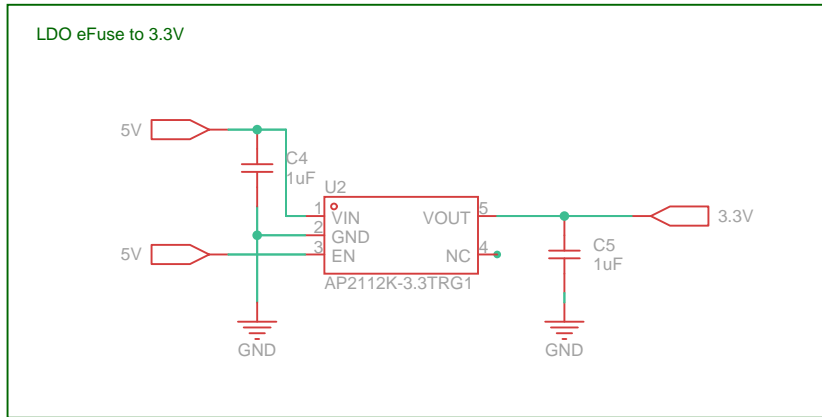 LDO eFuse to 3.3V
5V
C4
1uF
U2
1 VIN VOUT 5
2 GND
3 EN NC 4
AP2112K-3.3TRG1
5V
3.3V
C5
1uF
GND
GND